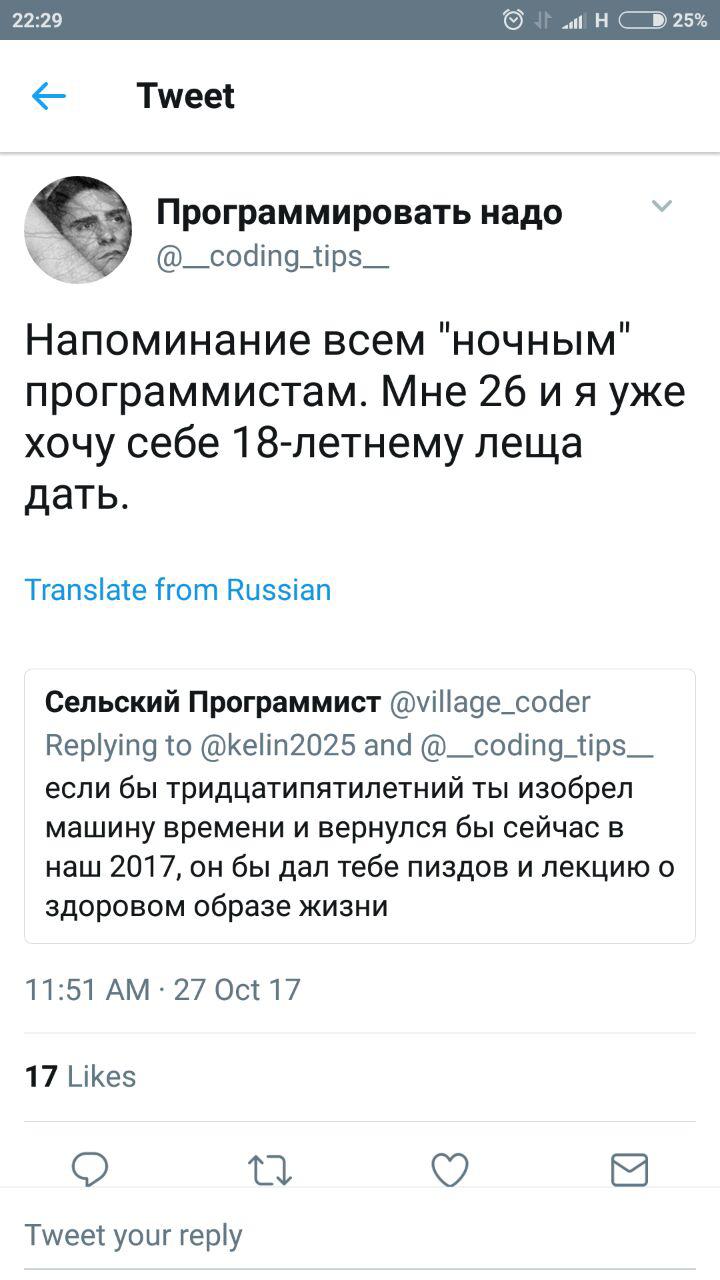 22:29
H
25%
Tweet
Программировать надо
@__coding_tips__
Напоминание всем "ночным"
программистам. Мне 26 и я уже
хочу себе 18-летнему леща
дать.
Translate from Russian
Сельский Программист @village_coder
Replying to @kelin2025 and @__coding_tips__
если бы тридцатипятилетний ты изобрел
машину времени и вернулся бы сейчас в
наш 2017, он бы дал тебе пиздов и лекцию о
здоровом образе жизни
11:51 AM · 27 Oct 17
17 Likes
Tweet your reply